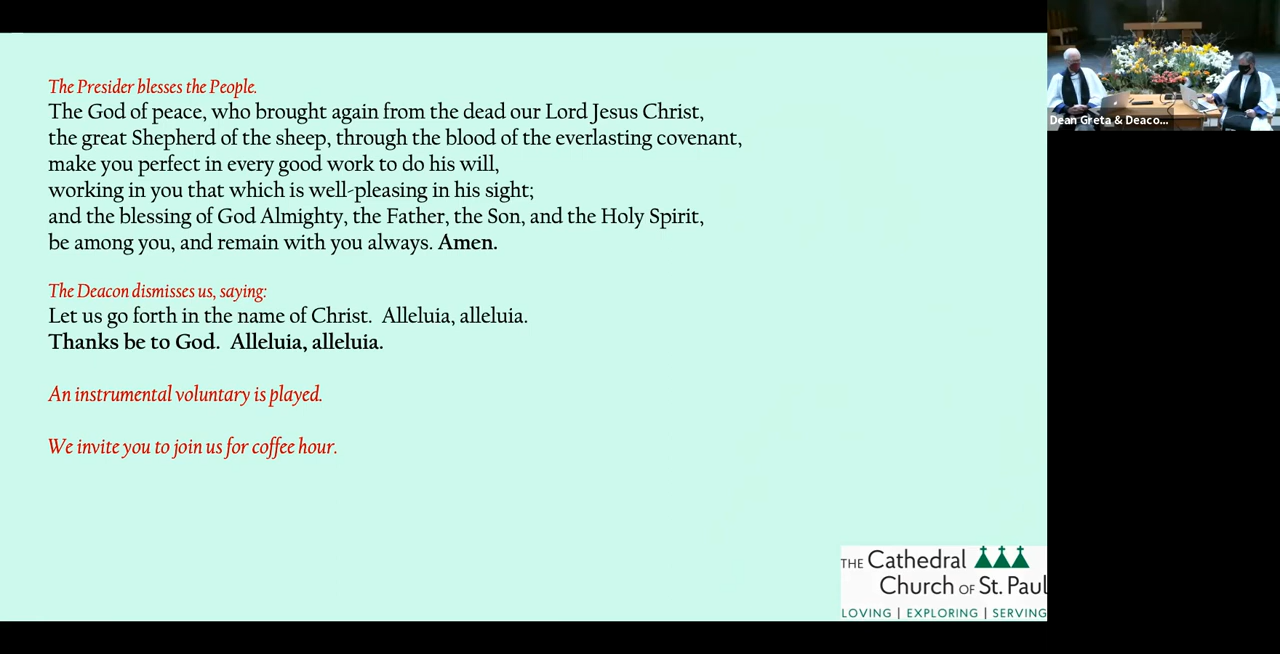 The Presider blesses the People.
The God of peace, who brought again from the dead our Lord Jesus Christ,
the great Shepherd of the sheep, through the blood of the everlasting covenant,
make you perfect in every good work to do his will,
working in you that which is well-pleasing in his sight;
and the blessing of God Almighty, the Father, the Son, and the Holy Spirit,
be among you, and remain with you always. Amen.
The Deacon dismisses us, saying:
Let us go forth in the name of Christ.  Alleluia, alleluia.
Thanks be to God.  Alleluia, alleluia.
An instrumental voluntary is played.
We invite you to join us for coffee hour.
THE Cathedral
Church OF St. Paul
LOVING | EXPLORING | SERVING
Dean Greta & Deaco...